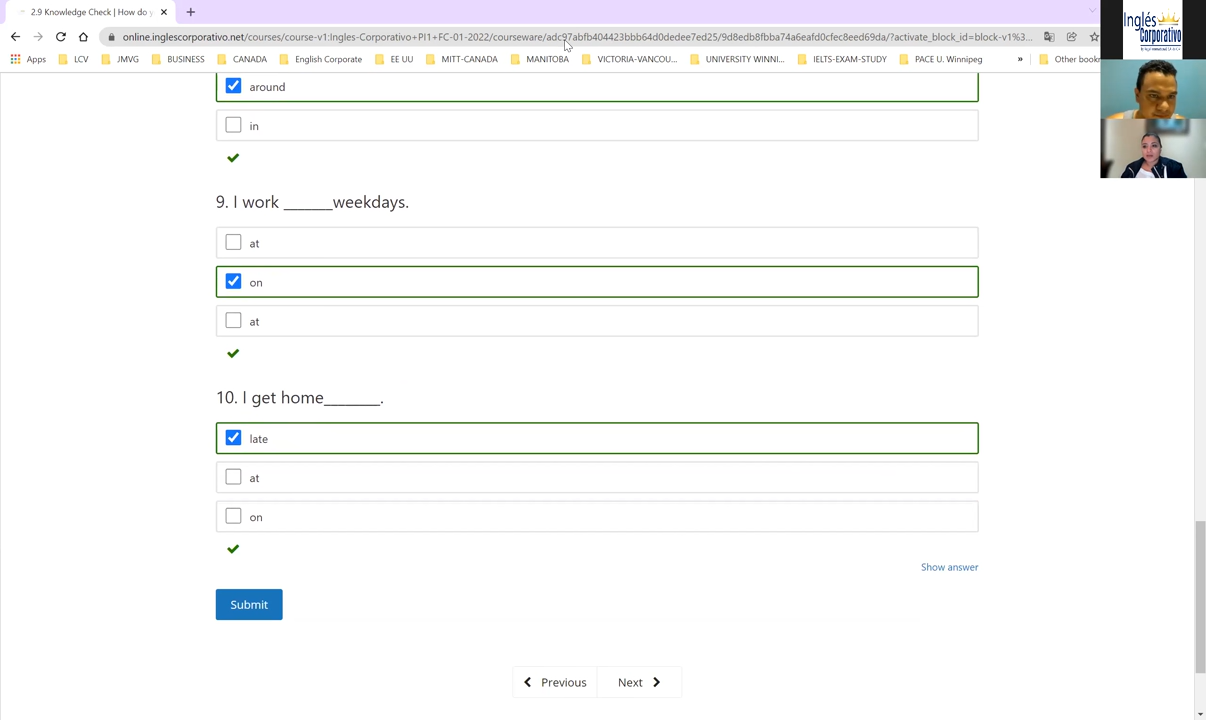 2.9 Knowledge Check | How do y
online.inglescorporativo.net/courses/course-v1:Ingles-Corporativo+PI1+FC-01-2022/courseware/adc97abfb404423bbb64d0dedee7ed25/9d8edb8fbba74a6eafd0cfec8eed69da/?activate_block_id=block-v1%3...
Apps LCV JMVG BUSINESS CANADA English Corporate EE UU MITT-CANADA MANITOBA VICTORIA-VANCOU... UNIVERSITY WINNI... IELTS-EXAM-STUDY PACE U. Winnipeg » Other bookm
Inglés
Corporativo
around
in
9. I work ______weekdays.
at
on
at
10. I get home_______.
late
at
on
Show answer
Submit
Previous Next